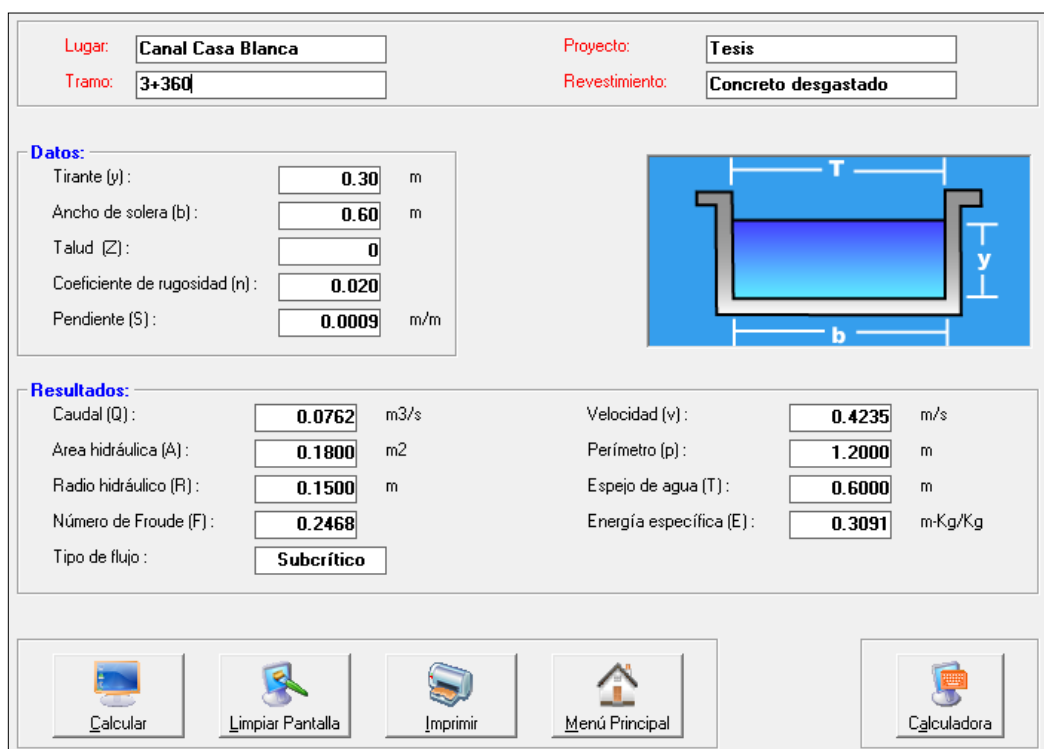 Lugar: Canal Casa Blanca Proyecto: Tesis
Tramo: 3+360 Revestimiento: Concreto desgastado
Datos:
Tirante (y) : 0.30 m
Ancho de solera (b) : 0.60 m
Talud (Z) : 0
Coeficiente de rugosidad (n) : 0.020
Pendiente (S) : 0.0009 m/m
T
y
b
Resultados:
Caudal (Q) : 0.0762 m3/s Velocidad (v) : 0.4235 m/s
Area hidráulica (A) : 0.1800 m2 Perímetro (p) : 1.2000 m
Radio hidráulico (R) : 0.1500 m Espejo de agua (T) : 0.6000 m
Número de Froude (F) : 0.2468 Energía específica (E) : 0.3091 m-Kg/Kg
Tipo de flujo : Subcrítico
Calcular Limpiar Pantalla Imprimir Menú Principal Calculadora